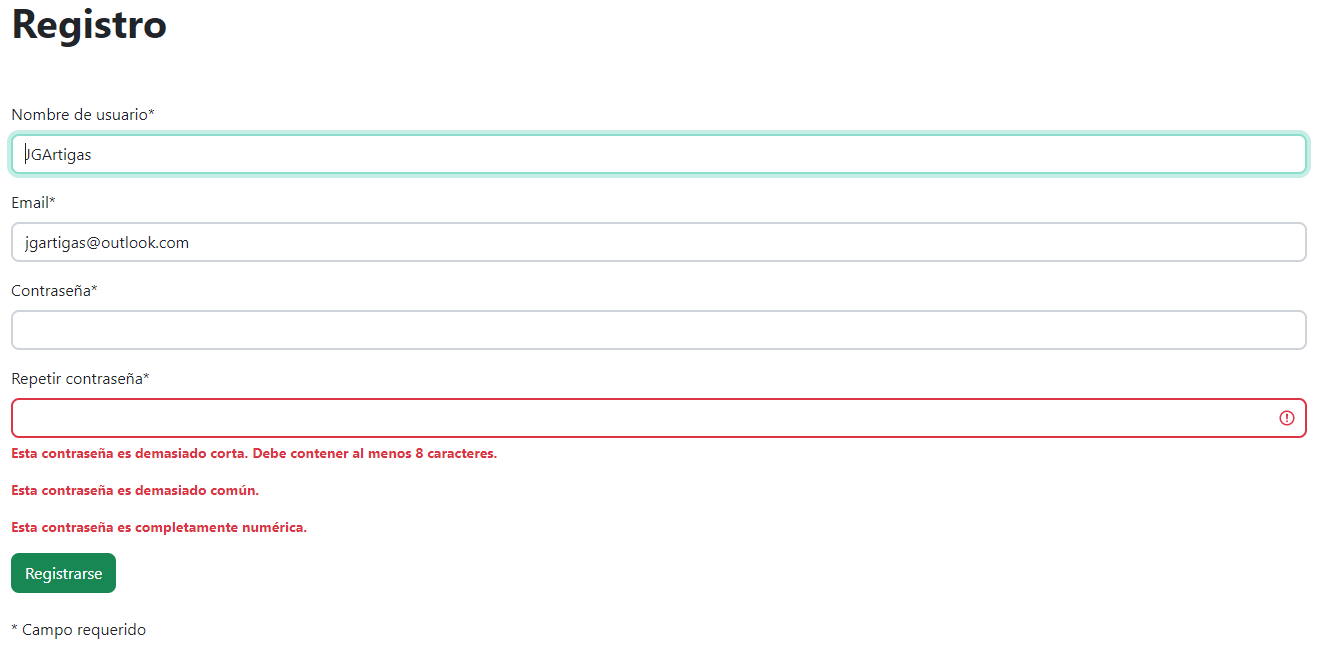 Registro
Nombre de usuario*
JGArtigas
Email*
jgartigas@outlook.com
Contraseña*
Repetir contraseña*
Esta contraseña es demasiado corta. Debe contener al menos 8 caracteres.
Esta contraseña es demasiado común.
Esta contraseña es completamente numérica.
Registrarse
* Campo requerido